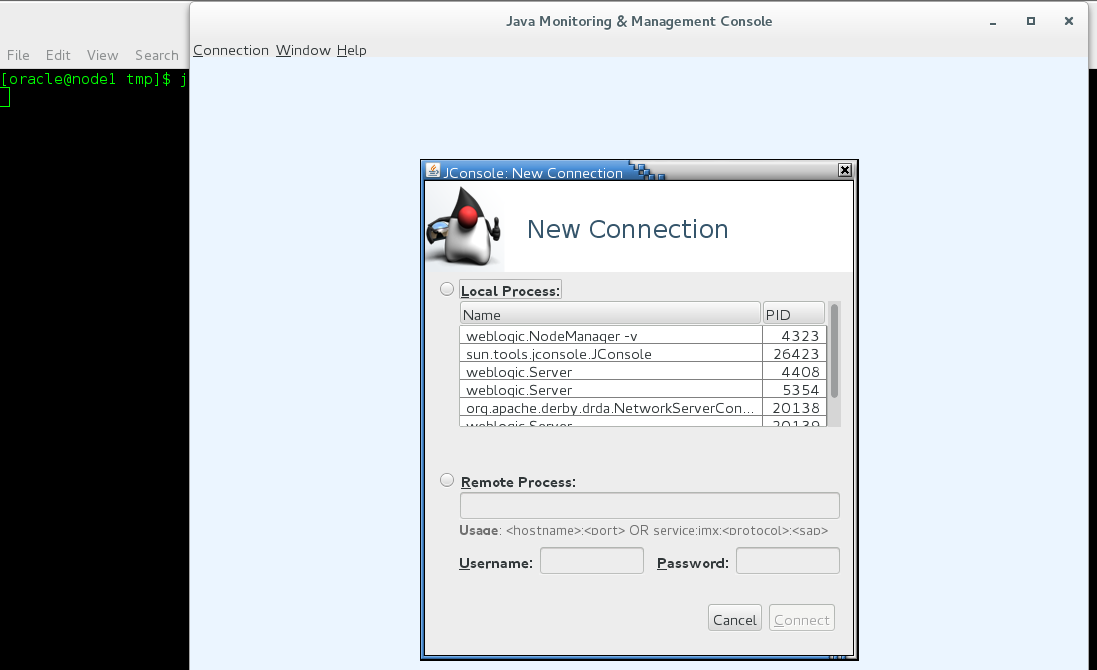 Java Monitoring & Management Console
File Edit View Search
Connection Window Help
[oracle@node1 tmp]$ j
JConsole: New Connection
New Connection
Local Process:
Name PID
weblogic.NodeManager -v 4323
sun.tools.jconsole.JConsole 26423
weblogic.Server 4408
weblogic.Server 5354
org.apache.derby.drda.NetworkServerCon... 20138
weblogic.Server 20139
Remote Process:
Usage: <hostname>:<port> OR service:jmx:<protocol>:<sap>
Username: Password:
Cancel Connect